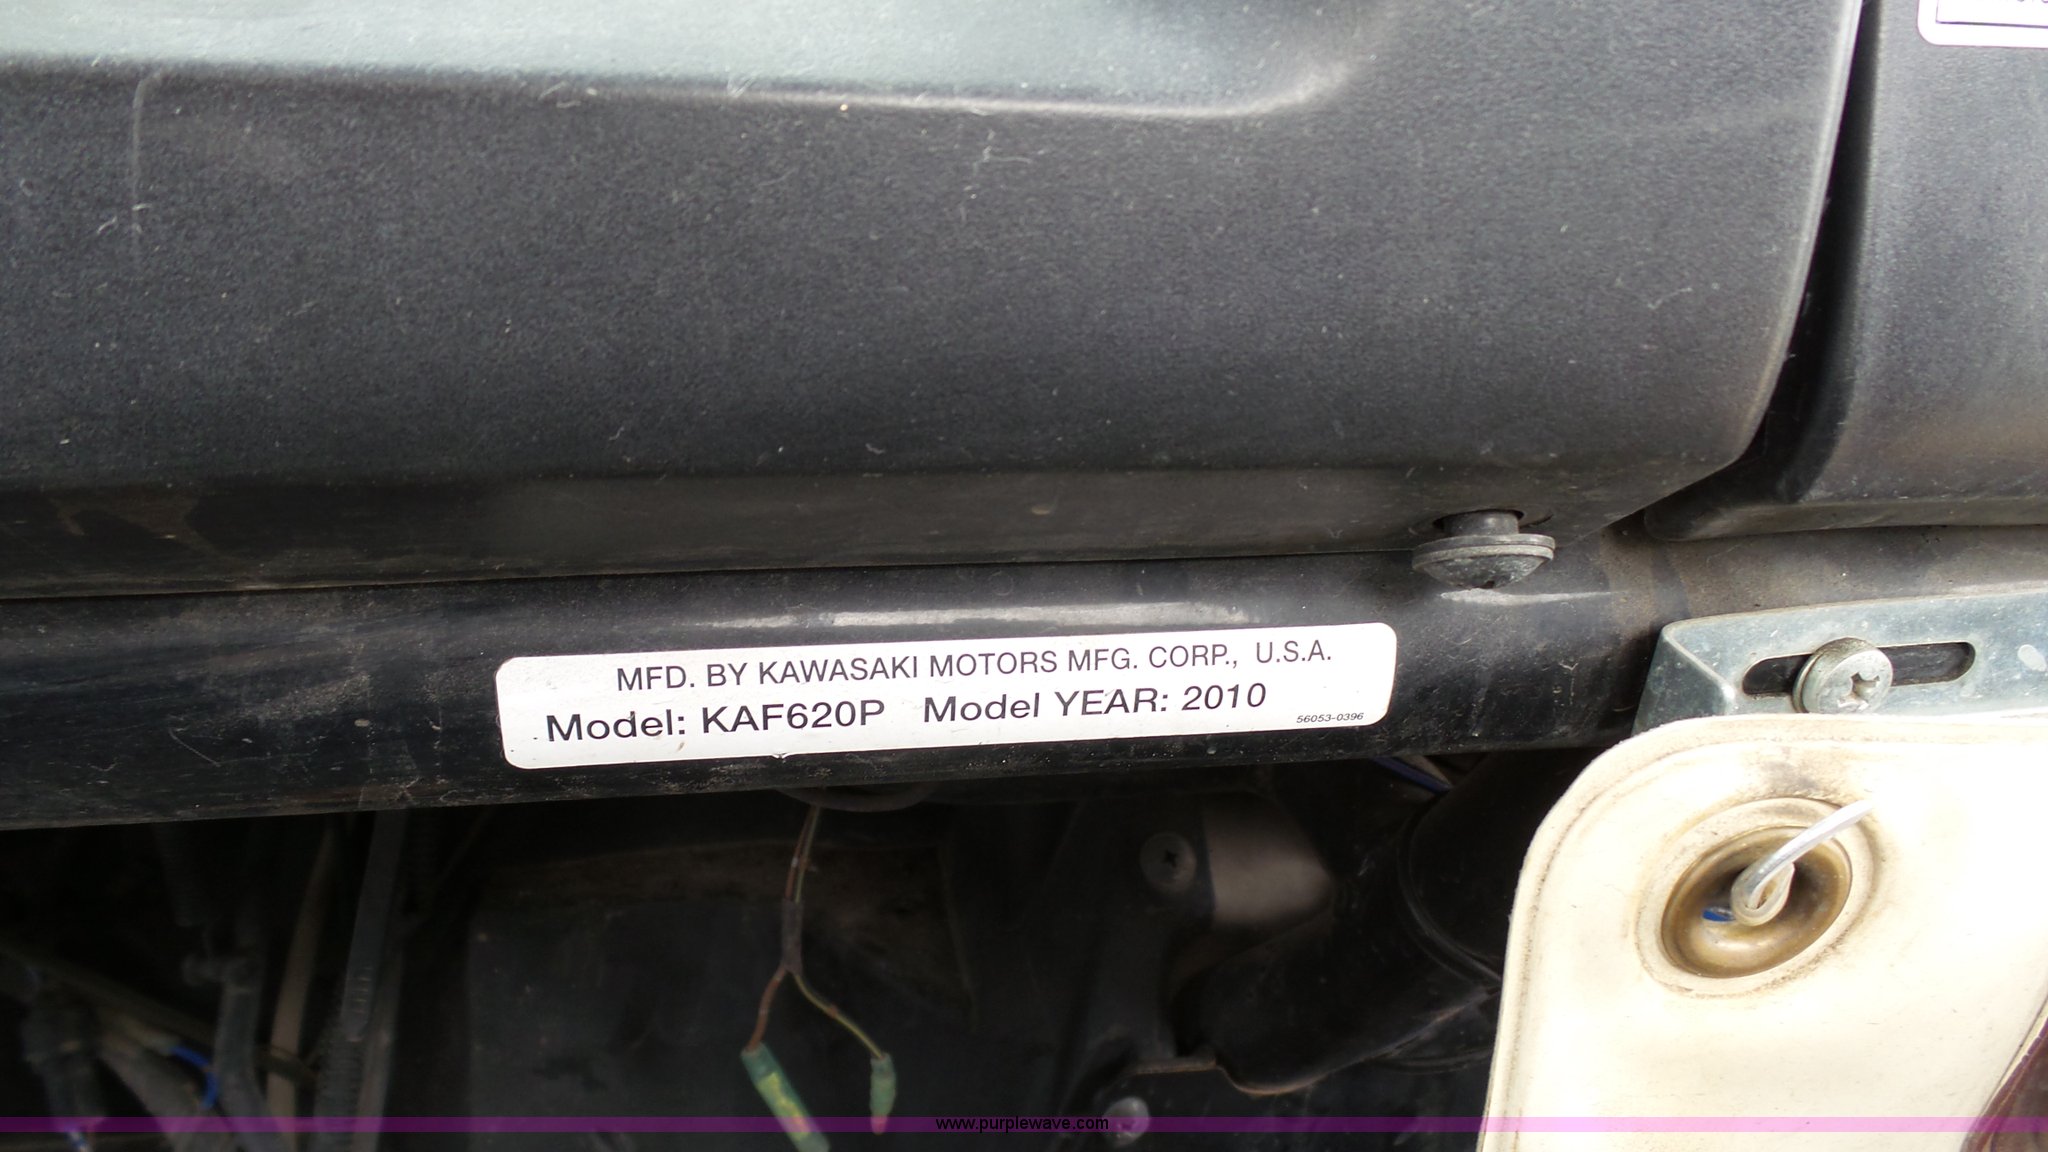 MFD. BY KAWASAKI MOTORS MFG. CORP., U.S.A.
Model: KAF620P Model YEAR: 2010
56053-0396
www.purplewave.com